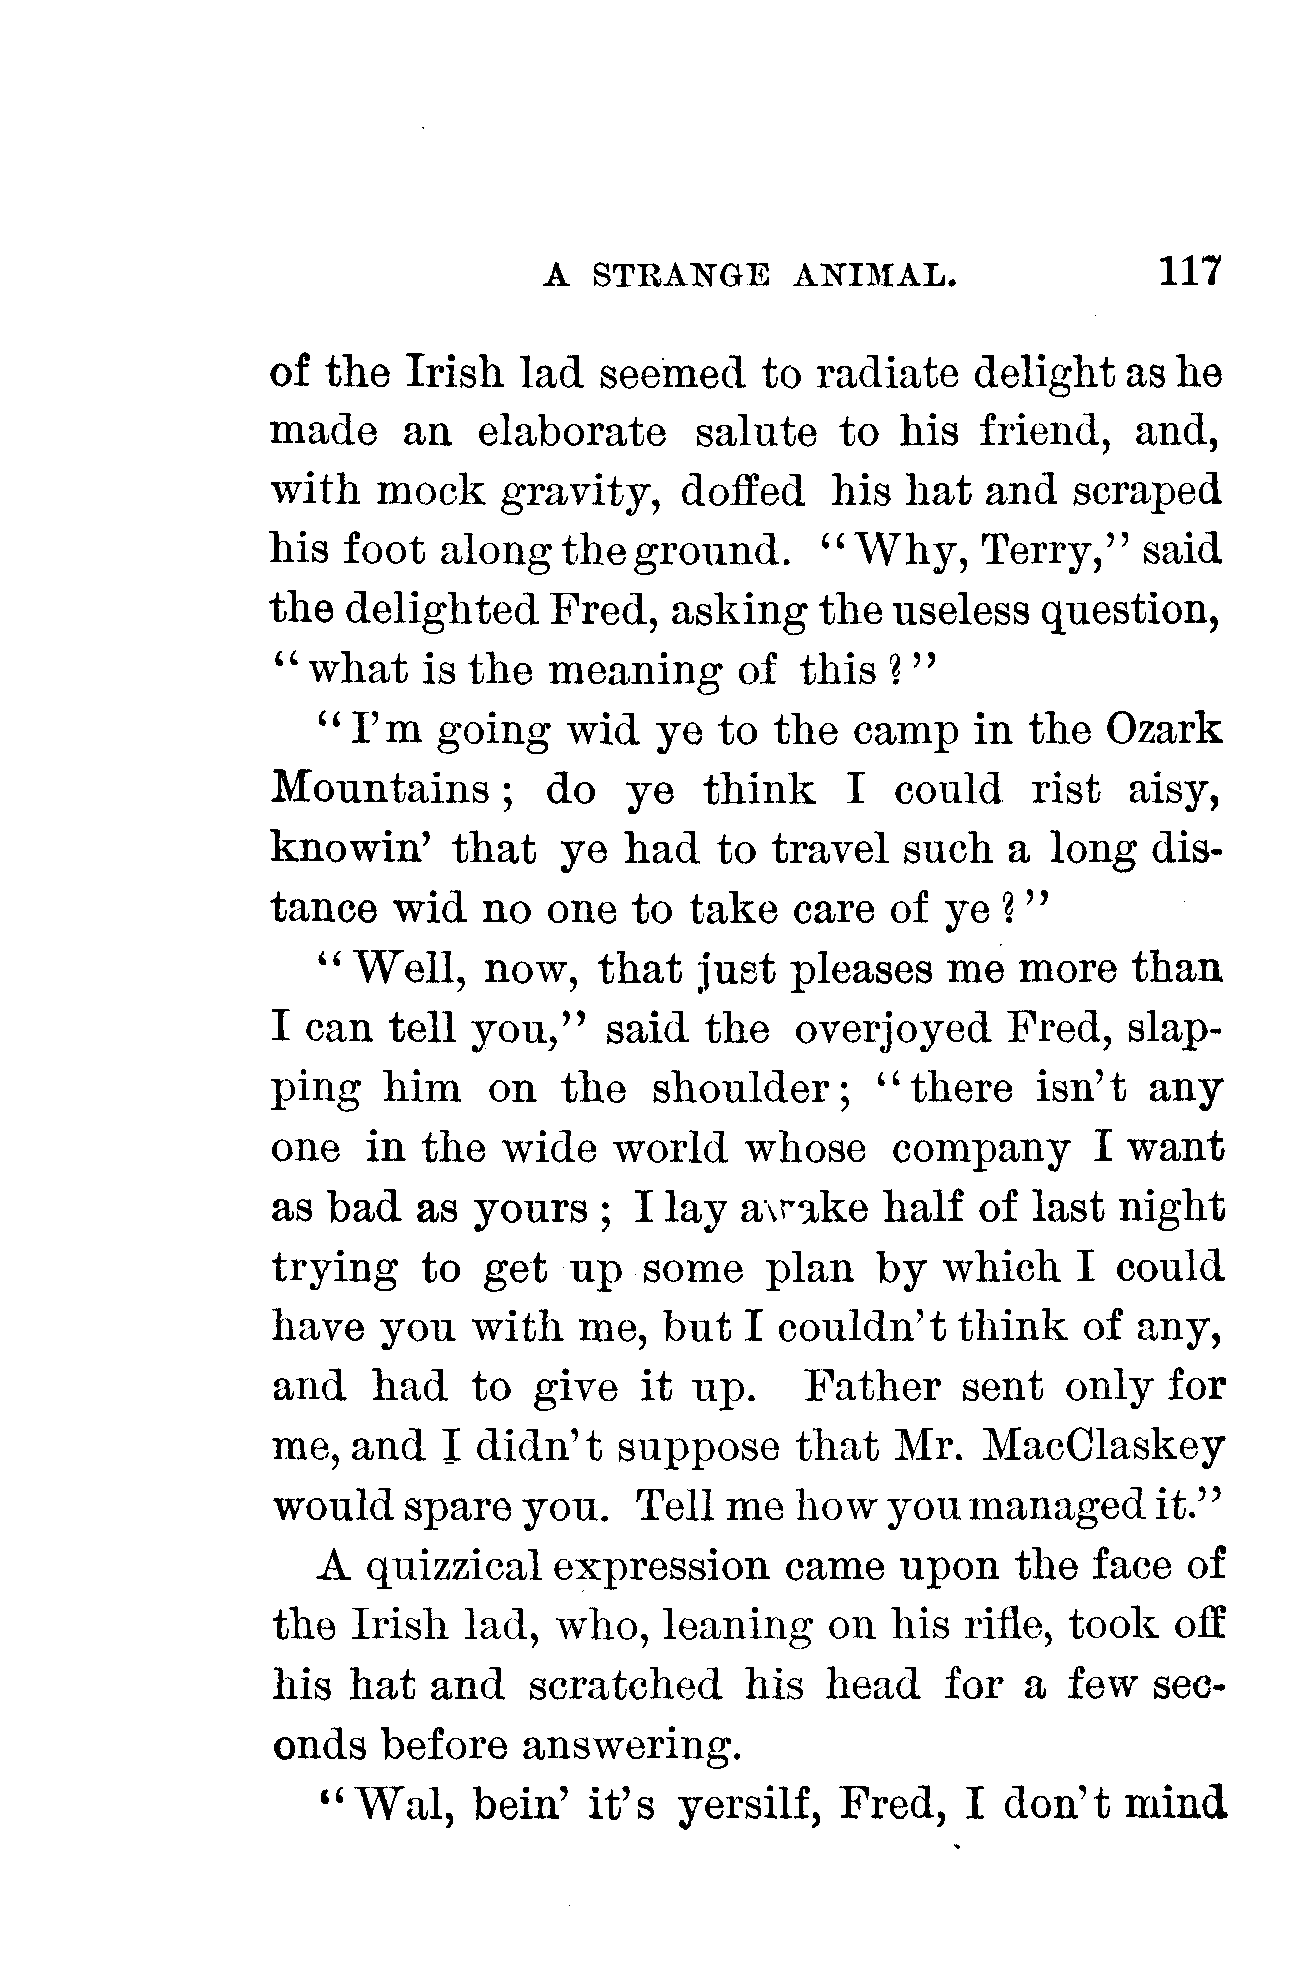 A STRANGE ANIMAL. 117
of the Irish lad seemed to radiate delight as he
made an elaborate salute to his friend, and,
with mock gravity, doffed his hat and scraped
his foot along the ground. "Why, Terry," said
the delighted Fred, asking the useless question,
"what is the meaning of this?"
"I'm going wid ye to the camp in the Ozark
Mountains; do ye think I could rist aisy,
knowin' that ye had to travel such a long dis-
tance wid no one to take care of ye?"
"Well, now, that just pleases me more than
I can tell you," said the overjoyed Fred, slap-
ping him on the shoulder; "there isn't any
one in the wide world whose company I want
as bad as yours; I lay awake half of last night
trying to get up some plan by which I could
have you with me, but I couldn't think of any,
and had to give it up. Father sent only for
me, and I didn't suppose that Mr. MacClaskey
would spare you. Tell me how you managed it."
A quizzical expression came upon the face of
the Irish lad, who, leaning on his rifle, took off
his hat and scratched his head for a few sec-
onds before answering.
"Wal, bein' it's yersilf, Fred, I don't mind